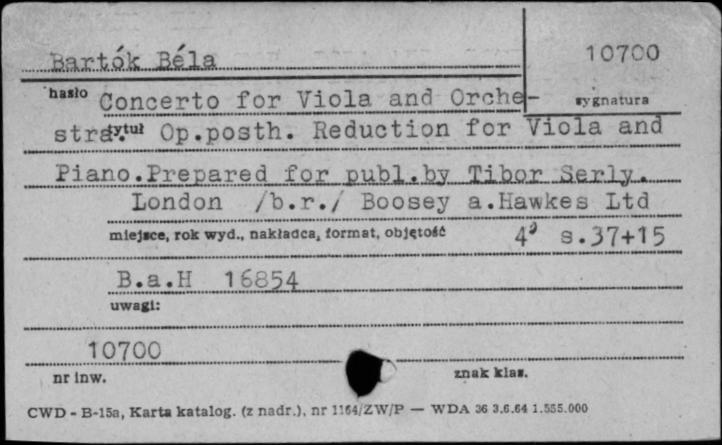 Bartók Béla
10700
hasło
Concerto for Viola and Orche-
sygnatura
stra. tytuł Op.posth. Reduction for Viola and
Piano.Prepared for publ.by Tibor Serly.
London /b.r./ Boosey a.Hawkes Ltd
miejsce, rok wyd., nakładca, format, objętość
4° s.37+15
B.a.H 16854
uwagi:
10700
nr inw.
znak klas.
CWD - B-15a, Karta katalog. (z nadr.), nr 1164/ZW/P — WDA 36 3.6.64 1.555.000